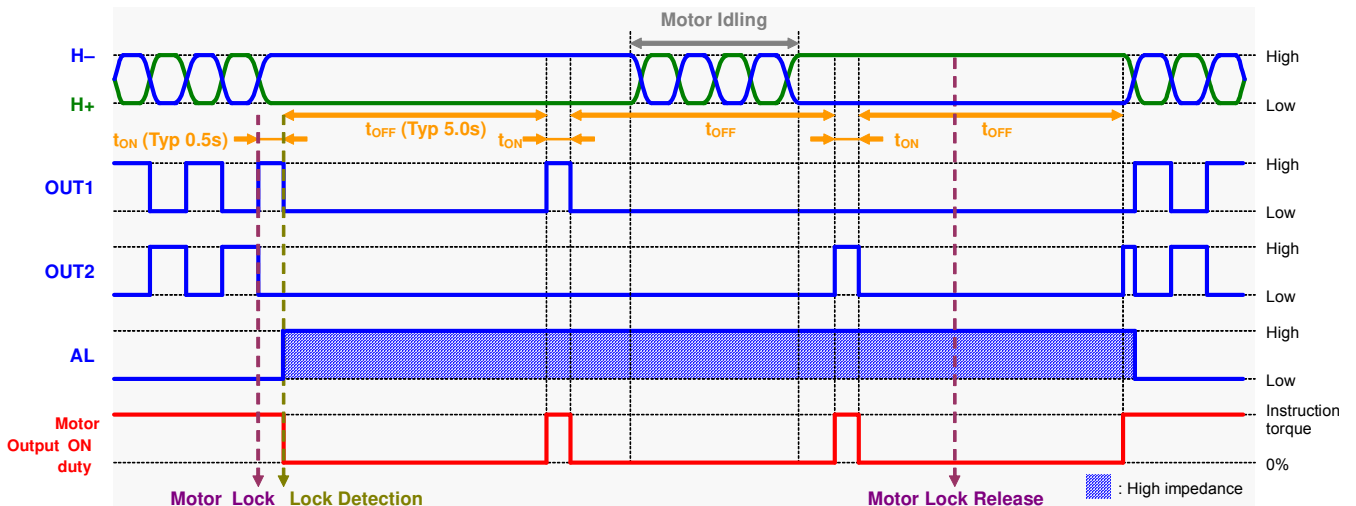 Motor Idling
H–
High
H+
Low
tON (Typ 0.5s)
tOFF (Typ 5.0s)
tON
tOFF
tON
tOFF
OUT1
High
Low
OUT2
High
Low
AL
High
Low
Motor
Output ON
duty
Instruction
torque
0%
Motor Lock
Lock Detection
Motor Lock Release
: High impedance